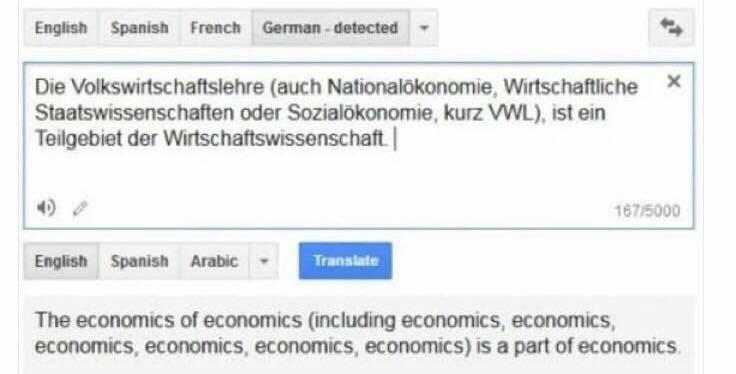 English Spanish French German - detected
Die Volkswirtschaftslehre (auch Nationalökonomie, Wirtschaftliche
Staatswissenschaften oder Sozialökonomie, kurz VWL), ist ein
Teilgebiet der Wirtschaftswissenschaft.
167/5000
English Spanish Arabic Translate
The economics of economics (including economics, economics,
economics, economics, economics, economics) is a part of economics.